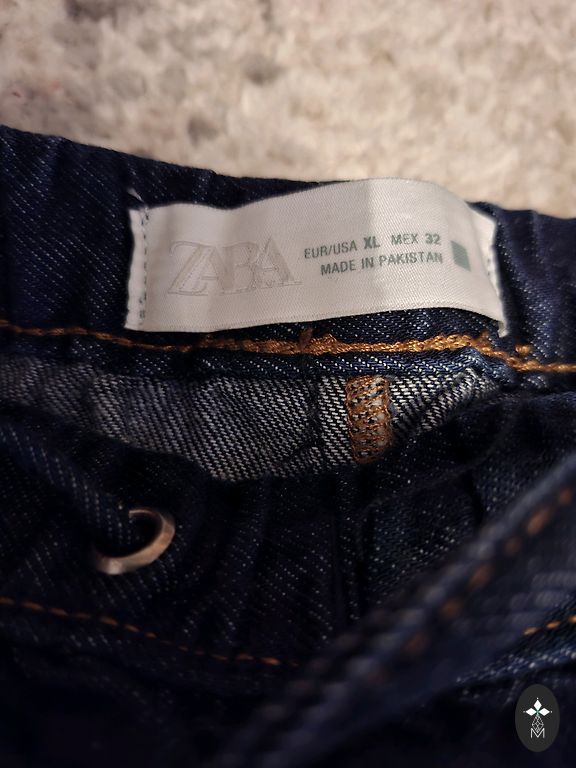 ZARA
EUR/USA XL MEX 32
MADE IN PAKISTAN
M